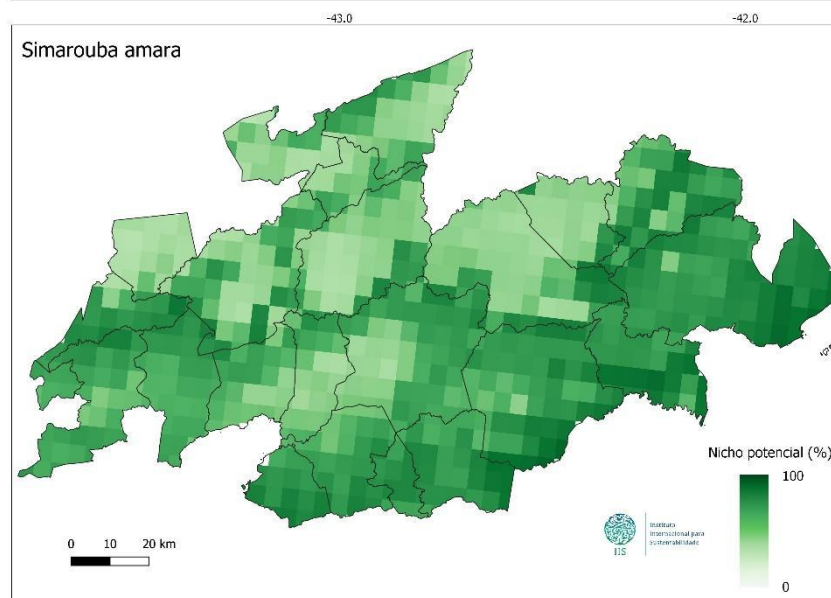 -43.0
-42.0
Simarouba amara
Nicho potencial (%)
100
0
0 10 20 km
IIS
Instituto
Internacional para
Sustentabilidade